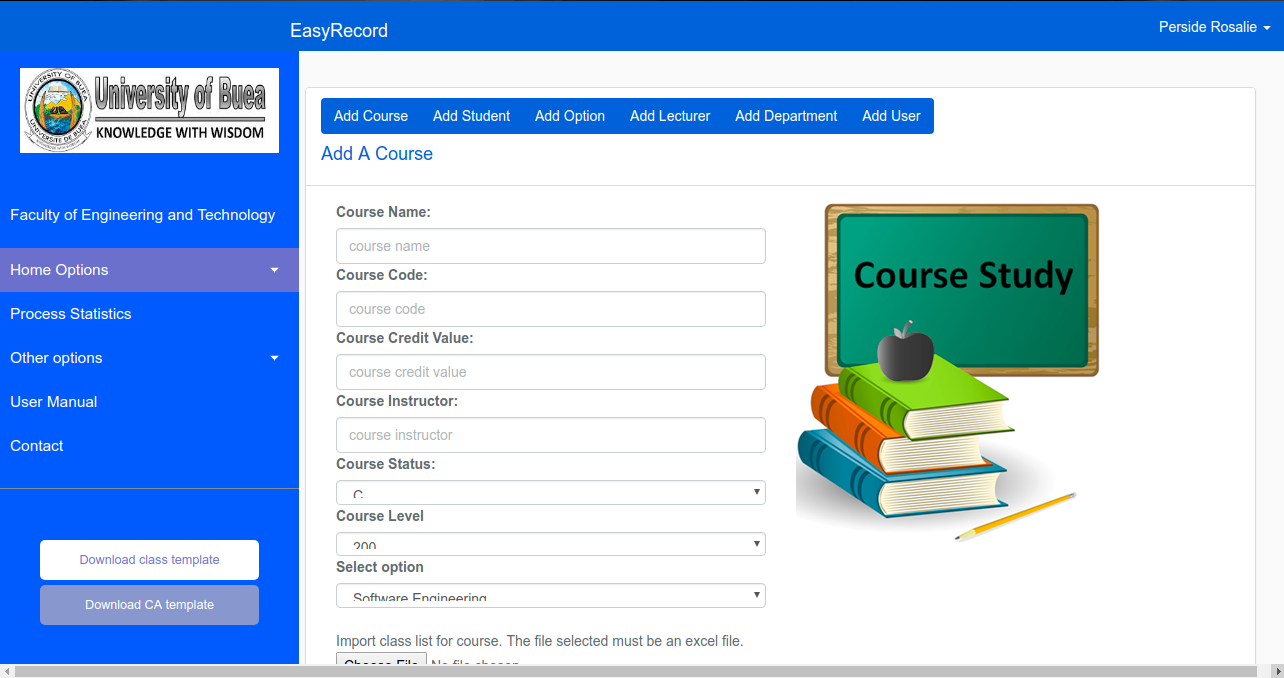 EasyRecord
Perside Rosalie
University of Buea
KNOWLEDGE WITH WISDOM
UNIVERSITY OF BUEA
UNIVERSITE DE BUEA
Faculty of Engineering and Technology
Home Options
Process Statistics
Other options
User Manual
Contact
Download class template
Download CA template
Add Course Add Student Add Option Add Lecturer Add Department Add User
Add A Course
Course Name:
course name
Course Code:
course code
Course Credit Value:
course credit value
Course Instructor:
course instructor
Course Status:
C
Course Level
200
Select option
Software Engineering
Import class list for course. The file selected must be an excel file.
Choose File No file chosen
Course Study